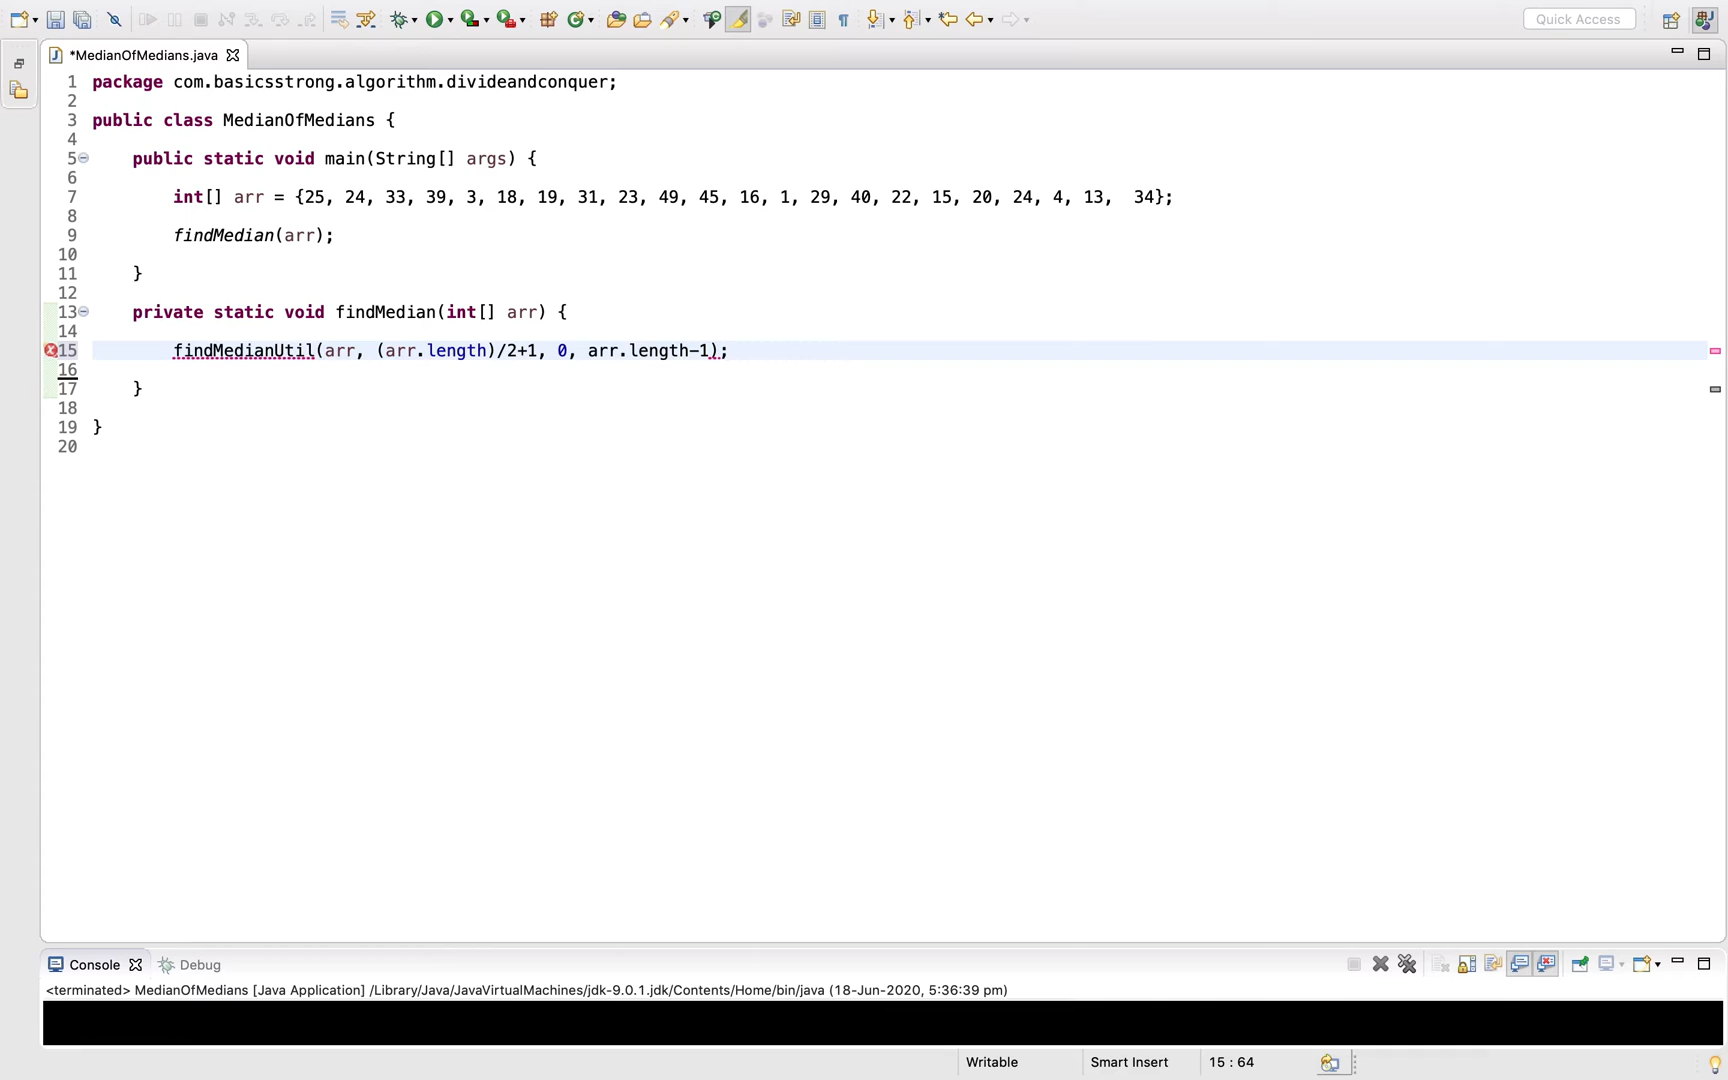 Quick Access
*MedianOfMedians.java
1 package com.basicsstrong.algorithm.divideandconquer;
2
3 public class MedianOfMedians {
4
5 public static void main(String[] args) {
6
7 int[] arr = {25, 24, 33, 39, 3, 18, 19, 31, 23, 49, 45, 16, 1, 29, 40, 22, 15, 20, 24, 4, 13,  34};
8
9 findMedian(arr);
10
11 }
12
13 private static void findMedian(int[] arr) {
14
15 findMedianUtil(arr, (arr.length)/2+1, 0, arr.length-1);
16
17 }
18
19 }
20
Console Debug
<terminated> MedianOfMedians [Java Application] /Library/Java/JavaVirtualMachines/jdk-9.0.1.jdk/Contents/Home/bin/java (18-Jun-2020, 5:36:39 pm)
Writable Smart Insert 15 : 64